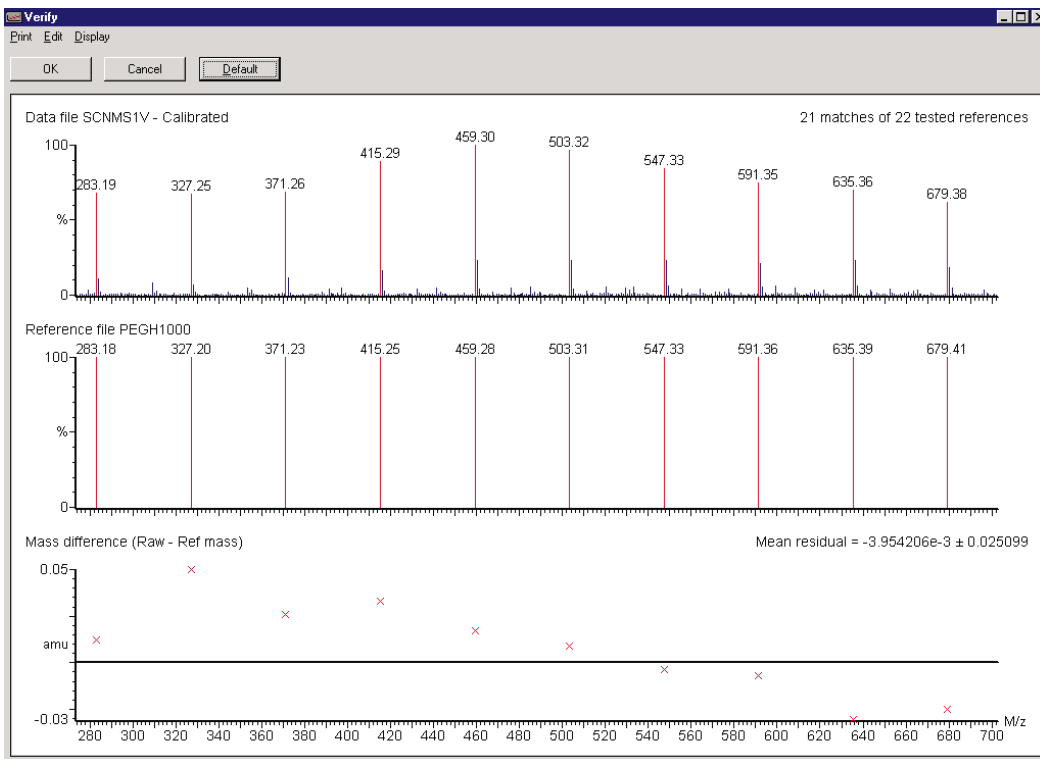 Verify
Print Edit Display
OK Cancel Default
Data file SCNMS1V - Calibrated 21 matches of 22 tested references
100
%
0
283.19 327.25 371.26 415.29 459.30 503.32 547.33 591.35 635.36 679.38
Reference file PEGH1000
283.18 327.20 371.23 415.25 459.28 503.31 547.33 591.36 635.39 679.41
100
%
0
Mass difference (Raw - Ref mass) Mean residual = -3.954206e-3 ± 0.025099
0.05
amu
-0.03
M/z
280 300 320 340 360 380 400 420 440 460 480 500 520 540 560 580 600 620 640 660 680 700